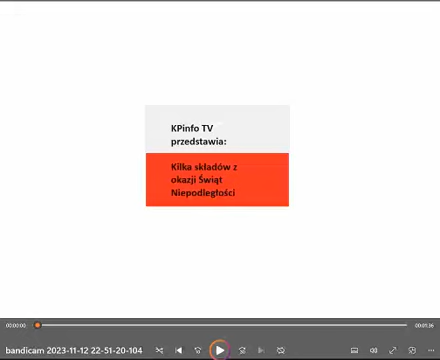 KPinfo TV
przedstawia:
Kilka składów z
okazji Świąt
Niepodległości
00:00:00
00:01:36
bandicam 2023-11-12 22-51-20-104